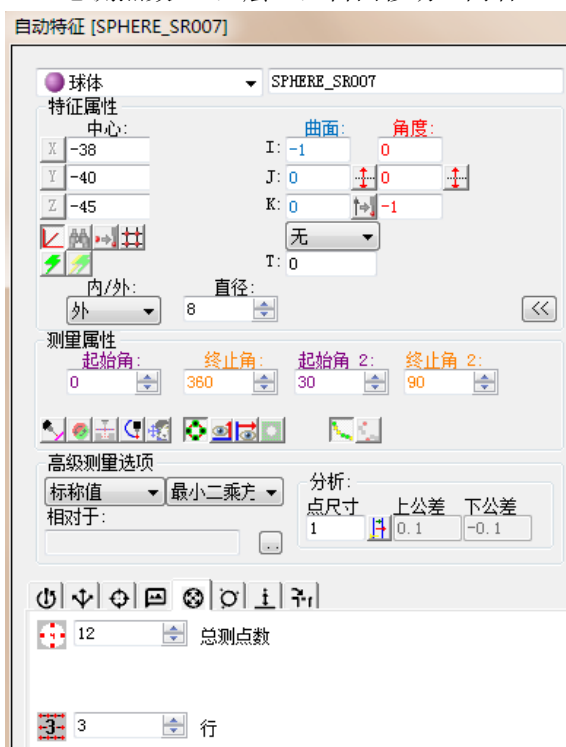 自动特征 [SPHERE_SR007]
球体 SPHERE_SR007
特征属性
中心: 曲面: 角度:
X -38 I: -1 0
Y -40 J: 0 0
Z -45 K: 0 -1
无
T: 0
内/外: 直径:
外 8 <<
测量属性
起始角: 终止角: 起始角 2: 终止角 2:
0 360 30 90
高级测量选项
标称值 最小二乘方 分析:
相对于: 点尺寸 上公差 下公差
1 0.1 -0.1
..
12 总测点数
-3- 3 行